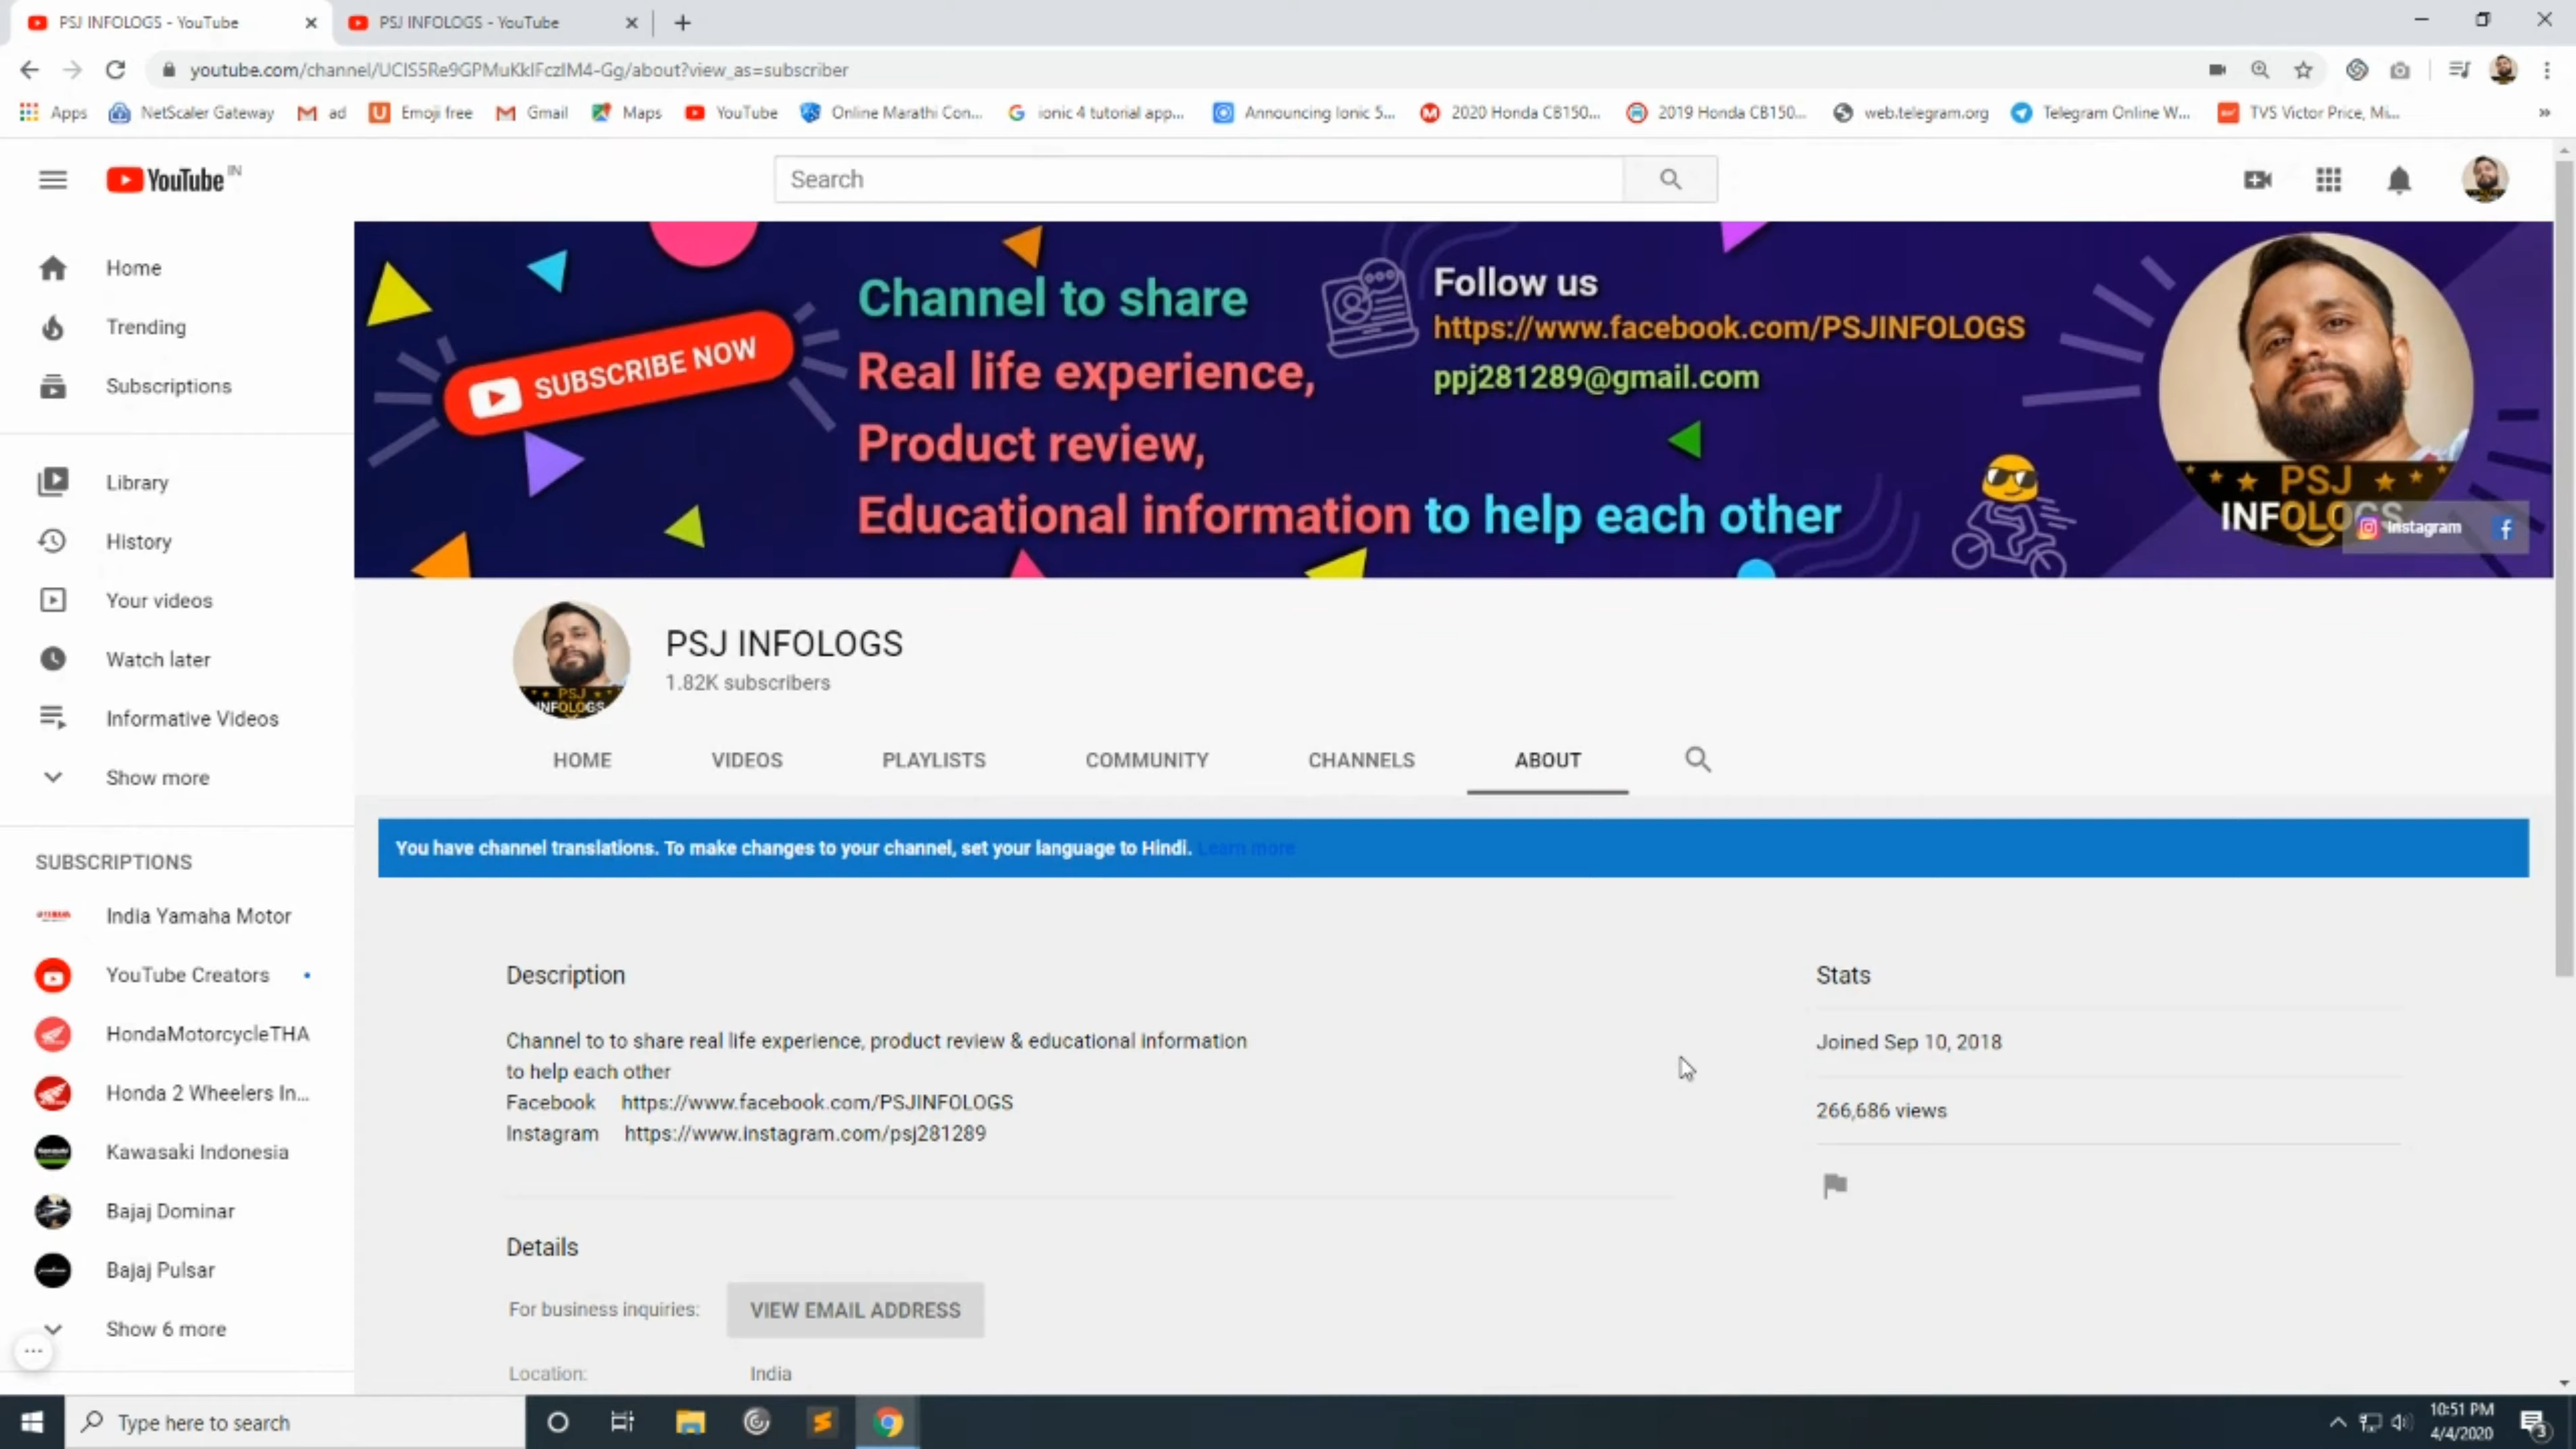 PSJ INFOLOGS - YouTube
PSJ INFOLOGS - YouTube
youtube.com/channel/UCIS5Re9GPMuKklFczlM4-Gg/about?view_as=subscriber
Apps
NetScaler Gateway
ad
Emoji free
Gmail
Maps
YouTube
Online Marathi Con...
ionic 4 tutorial app...
Announcing Ionic 5...
2020 Honda CB150...
2019 Honda CB150...
web.telegram.org
Telegram Online W...
TVS Victor Price, Mi...
YouTube IN
Search
Home
Trending
Subscriptions
Library
History
Your videos
Watch later
Informative Videos
Show more
SUBSCRIPTIONS
India Yamaha Motor
YouTube Creators
HondaMotorcycleTHA
Honda 2 Wheelers In...
Kawasaki Indonesia
Bajaj Dominar
Bajaj Pulsar
Show 6 more
SUBSCRIBE NOW
Channel to share
Real life experience,
Product review,
Educational information to help each other
Follow us
https://www.facebook.com/PSJINFOLOGS
ppj281289@gmail.com
PSJ
INFOLOGS
Instagram
PSJ
INFOLOGS
PSJ INFOLOGS
1.82K subscribers
HOME
VIDEOS
PLAYLISTS
COMMUNITY
CHANNELS
ABOUT
You have channel translations. To make changes to your channel, set your language to Hindi. Learn more
Description
Channel to to share real life experience, product review & educational information
to help each other
Facebook https://www.facebook.com/PSJINFOLOGS
Instagram https://www.instagram.com/psj281289
Stats
Joined Sep 10, 2018
266,686 views
Details
For business inquiries:
VIEW EMAIL ADDRESS
Location:
India
Type here to search
10:51 PM
4/4/2020
3